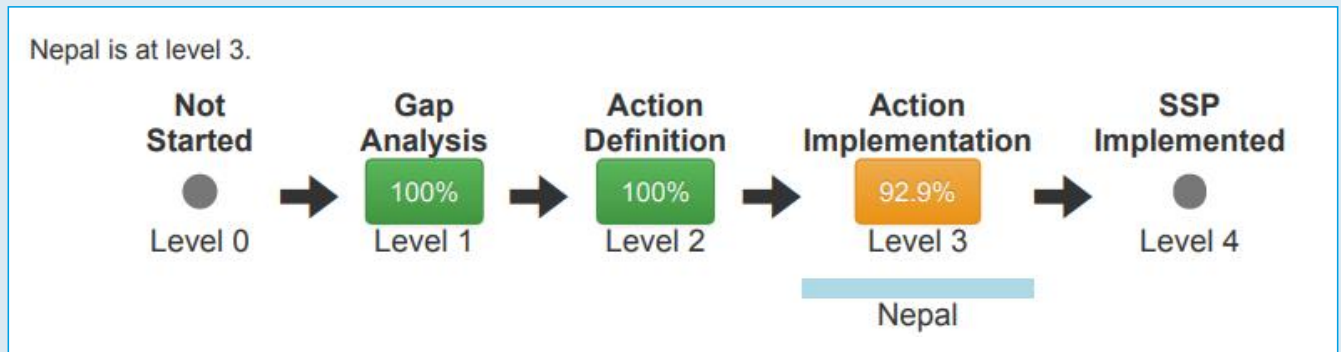 Nepal is at level 3.
Not Started
Gap Analysis
Action Definition
Action Implementation
SSP Implemented
100%
100%
92.9%
Level 0
Level 1
Level 2
Level 3
Level 4
Nepal